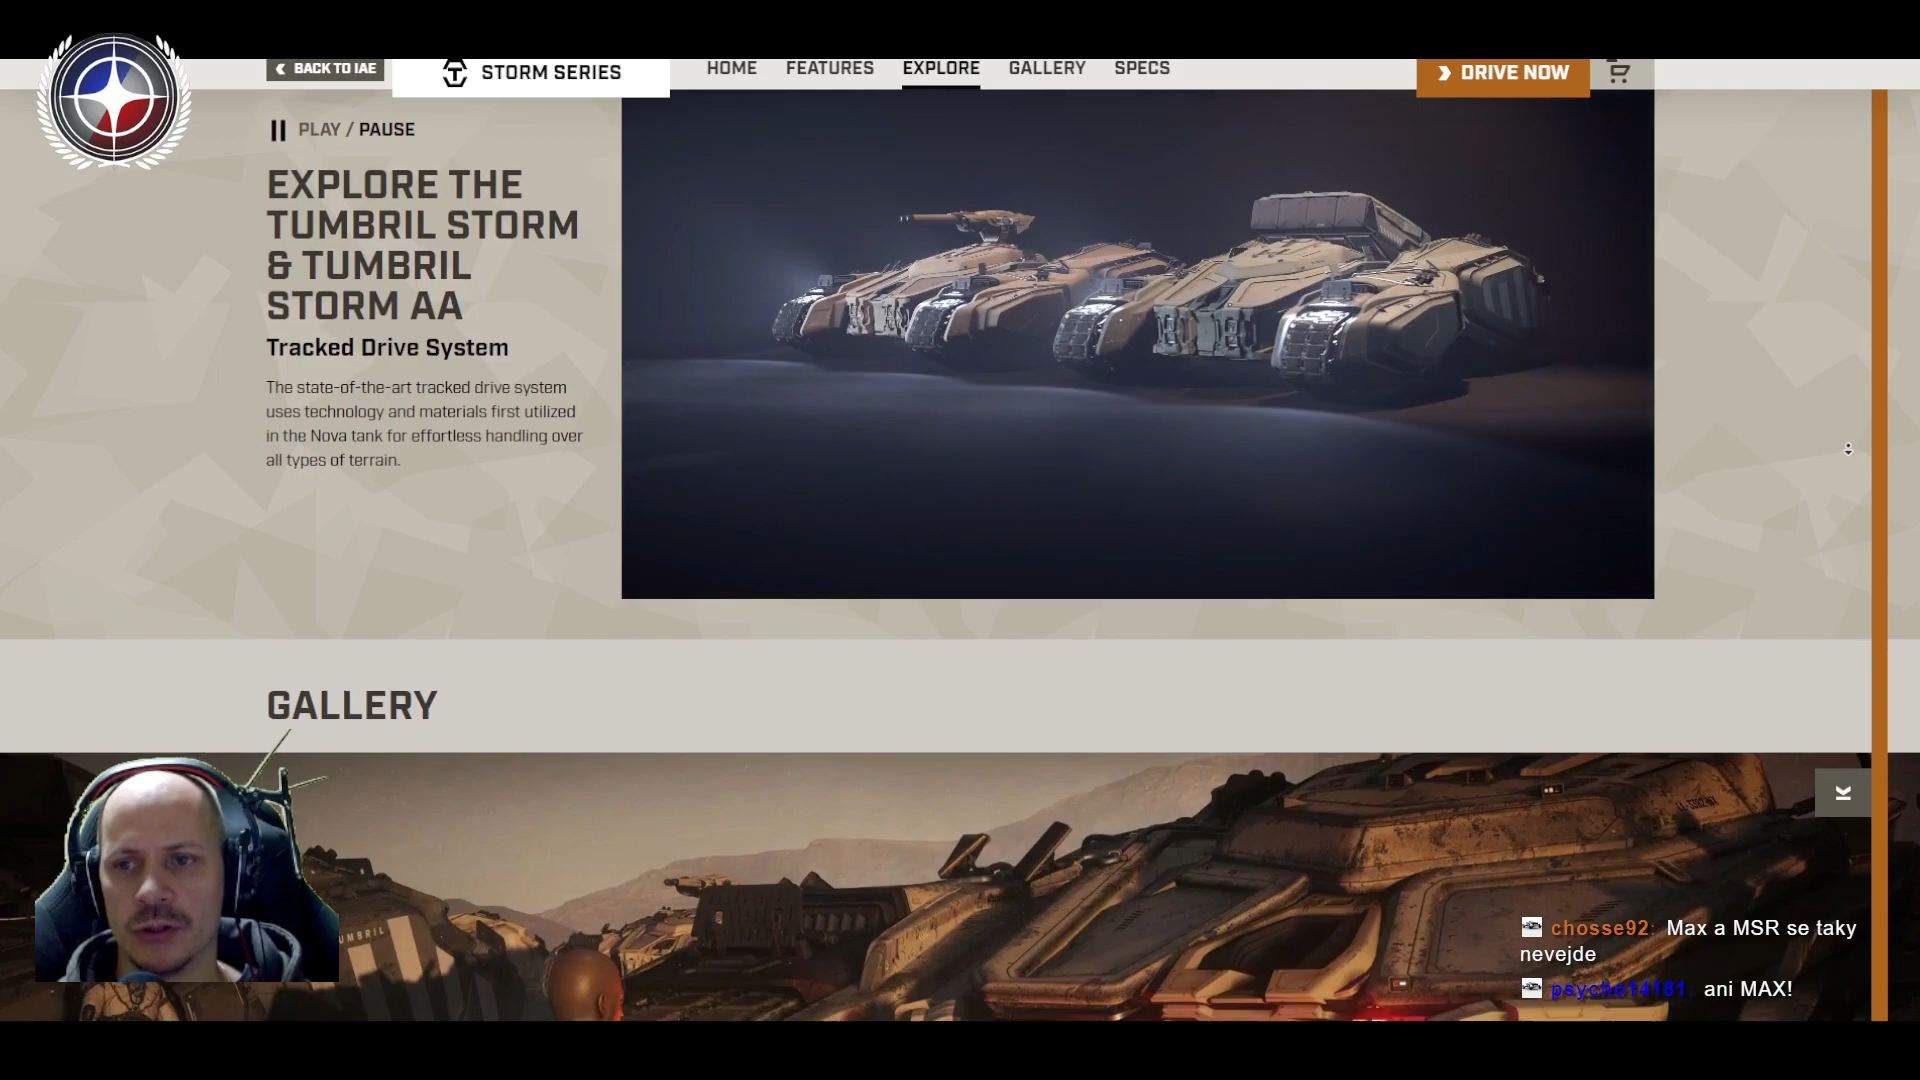 BACK TO IAE
STORM SERIES
HOME
FEATURES
EXPLORE
GALLERY
SPECS
DRIVE NOW
PLAY / PAUSE
EXPLORE THE
TUMBRIL STORM
& TUMBRIL
STORM AA
Tracked Drive System
The state-of-the-art tracked drive system
uses technology and materials first utilized
in the Nova tank for effortless handling over
all types of terrain.
GALLERY
chosse92: Max a MSR se taky
nevejde
psycho14181: ani MAX!